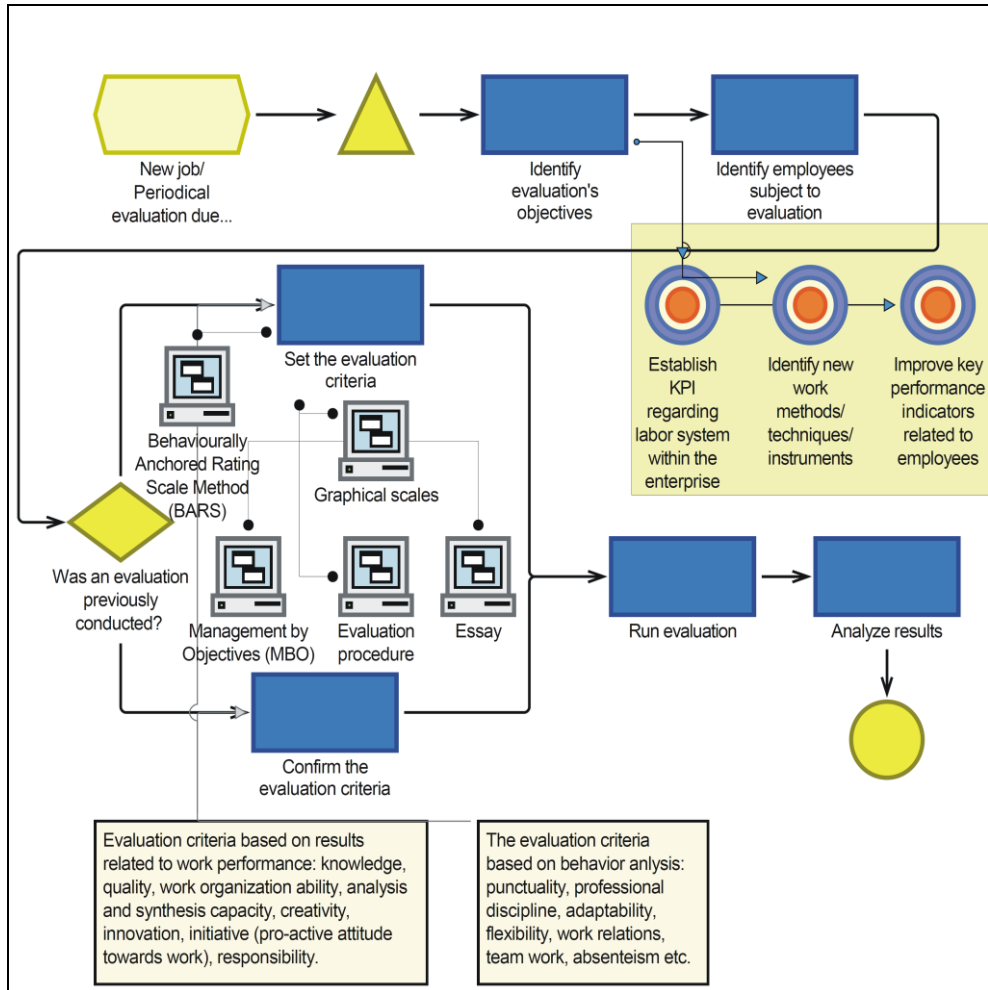 New job/
Periodical
evaluation due...
Identify
evaluation's
objectives
Identify employees
subject to
evaluation
Set the evaluation
criteria
Establish
KPI
regarding
labor system
within the
enterprise
Identify new
work
methods/
techniques/
instruments
Improve key
performance
indicators
related to
employees
Behaviourally
Anchored Rating
Scale Method
(BARS)
Graphical scales
Was an evaluation
previously
conducted?
Management by
Objectives (MBO)
Evaluation
procedure
Essay
Run evaluation
Analyze results
Confirm the
evaluation criteria
Evaluation criteria based on results
related to work performance: knowledge,
quality, work organization ability, analysis
and synthesis capacity, creativity,
innovation, initiative (pro-active attitude
towards work), responsibility.
The evaluation criteria
based on behavior anlysis:
punctuality, professional
discipline, adaptability,
flexibility, work relations,
team work, absenteism etc.